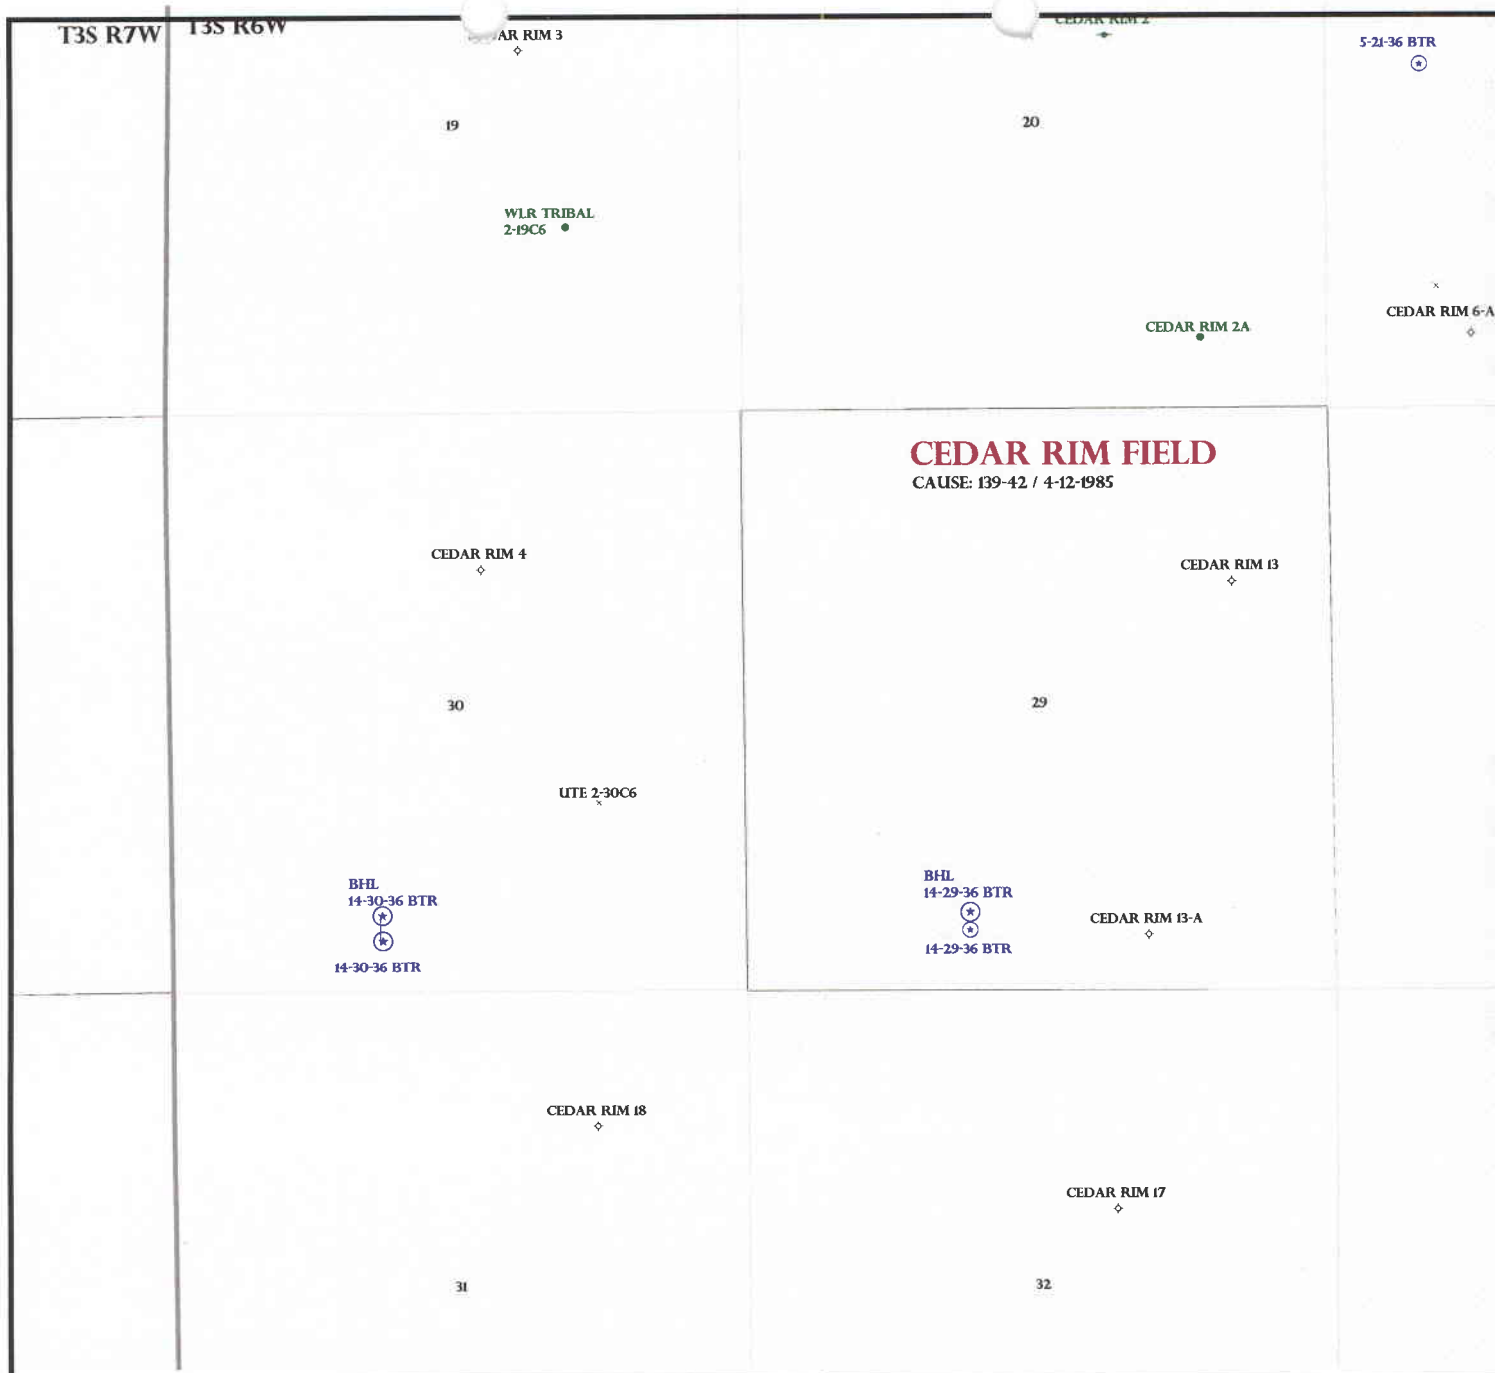 T3S R7W
T3S R6W
AR RIM 3
CEDAR RIM 2
5-21-36 BTR
19
20
WLR TRIBAL
2-19C6
CEDAR RIM 2A
CEDAR RIM 6-A
CEDAR RIM FIELD
CAUSE: 139-42 / 4-12-1985
CEDAR RIM 4
CEDAR RIM 13
30
29
UTE 2-30C6
BHL
14-30-36 BTR
14-30-36 BTR
BHL
14-29-36 BTR
14-29-36 BTR
CEDAR RIM 13-A
CEDAR RIM 18
CEDAR RIM 17
31
32